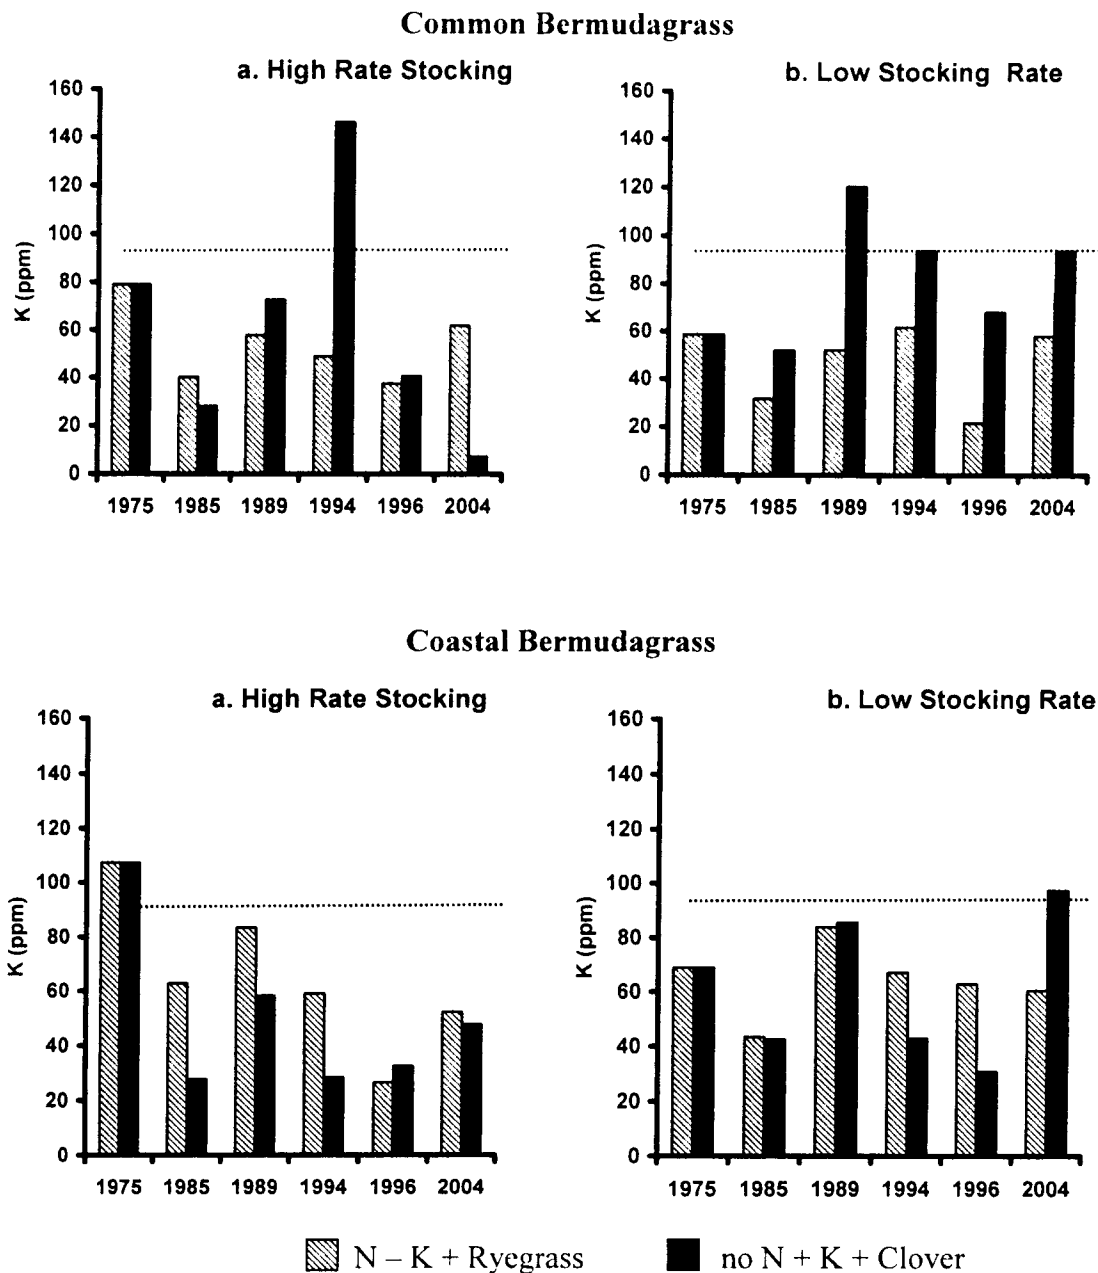 Common Bermudagrass
a. High Rate Stocking
160
140
120
100
80
60
40
20
0
K (ppm)
1975 1985 1989 1994 1996 2004
b. Low Stocking Rate
160
140
120
100
80
60
40
20
0
K (ppm)
1975 1985 1989 1994 1996 2004
Coastal Bermudagrass
a. High Rate Stocking
160
140
120
100
80
60
40
20
0
K (ppm)
1975 1985 1989 1994 1996 2004
b. Low Stocking Rate
160
140
120
100
80
60
40
20
0
K (ppm)
1975 1985 1989 1994 1996 2004
N – K + Ryegrass
no N + K + Clover